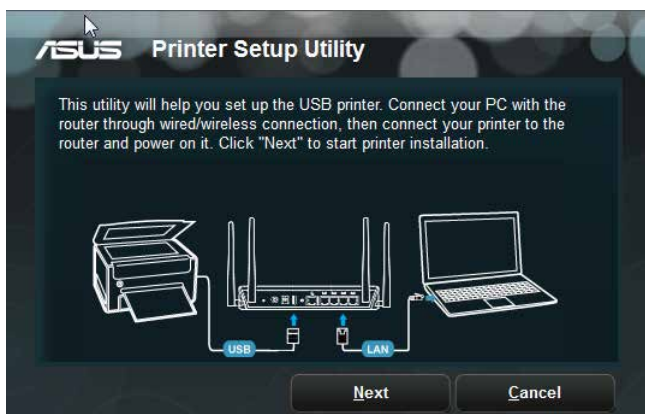 ASUS Printer Setup Utility
This utility will help you set up the USB printer. Connect your PC with the
router through wired/wireless connection, then connect your printer to the
router and power on it. Click "Next" to start printer installation.
USB
LAN
Next
Cancel